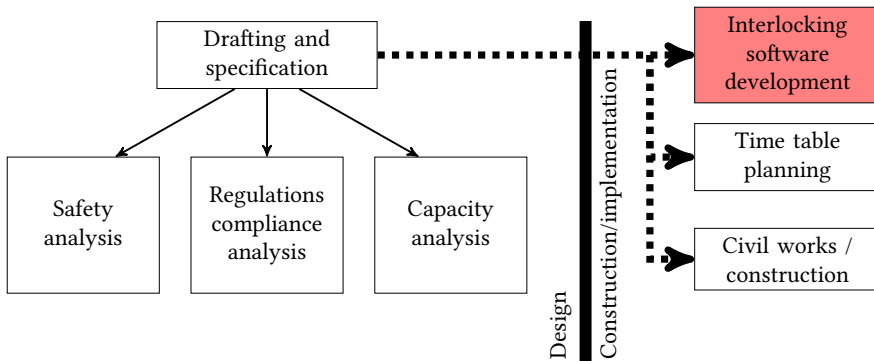 Drafting and
specification
Safety
analysis
Regulations
compliance
analysis
Capacity
analysis
Design
Construction/implementation
Interlocking
software
development
Time table
planning
Civil works /
construction